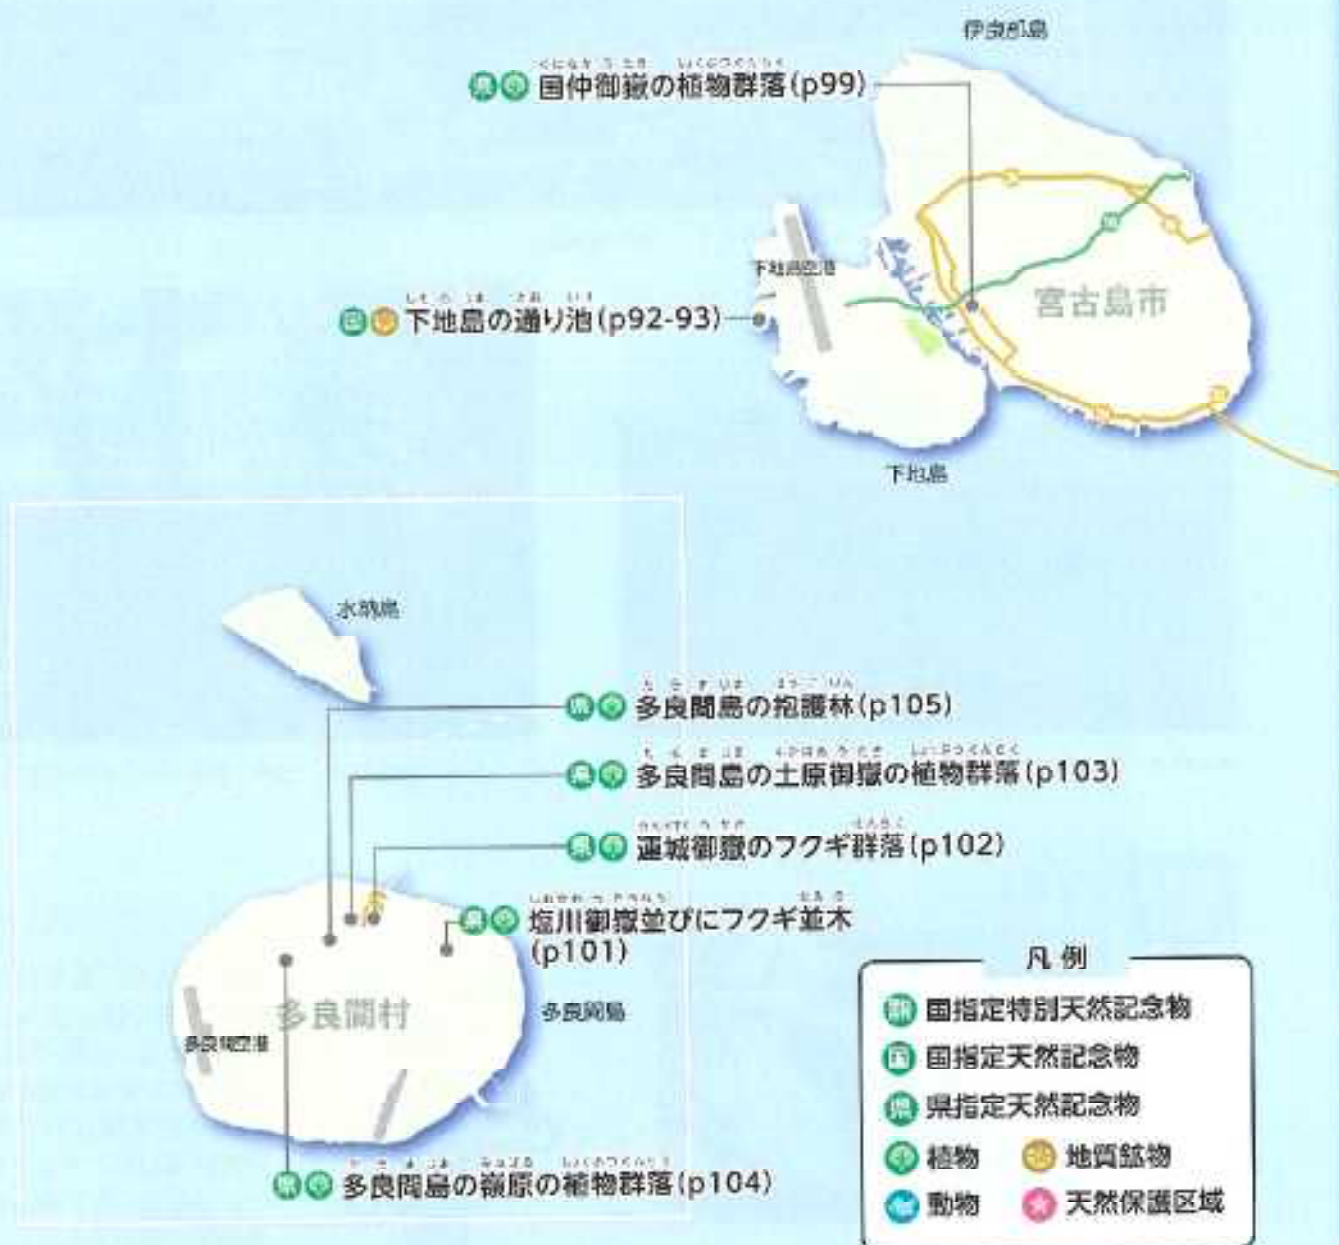 伊良部島
国仲御嶽の植物群落(p99)
下地島空港
宮古島市
下地島の通り池(p92-93)
下地島
水納島
多良間島の抱護林(p105)
多良間島の土原御嶽の植物群落(p103)
運城御嶽のフクギ群落(p102)
塩川御嶽並びにフクギ並木
(p101)
多良間村
多良間島
多良間空港
多良間島の嶺原の植物群落(p104)
凡例
国指定特別天然記念物
国 国指定天然記念物
県 県指定天然記念物
植物
地質鉱物
動物
天然保護区域